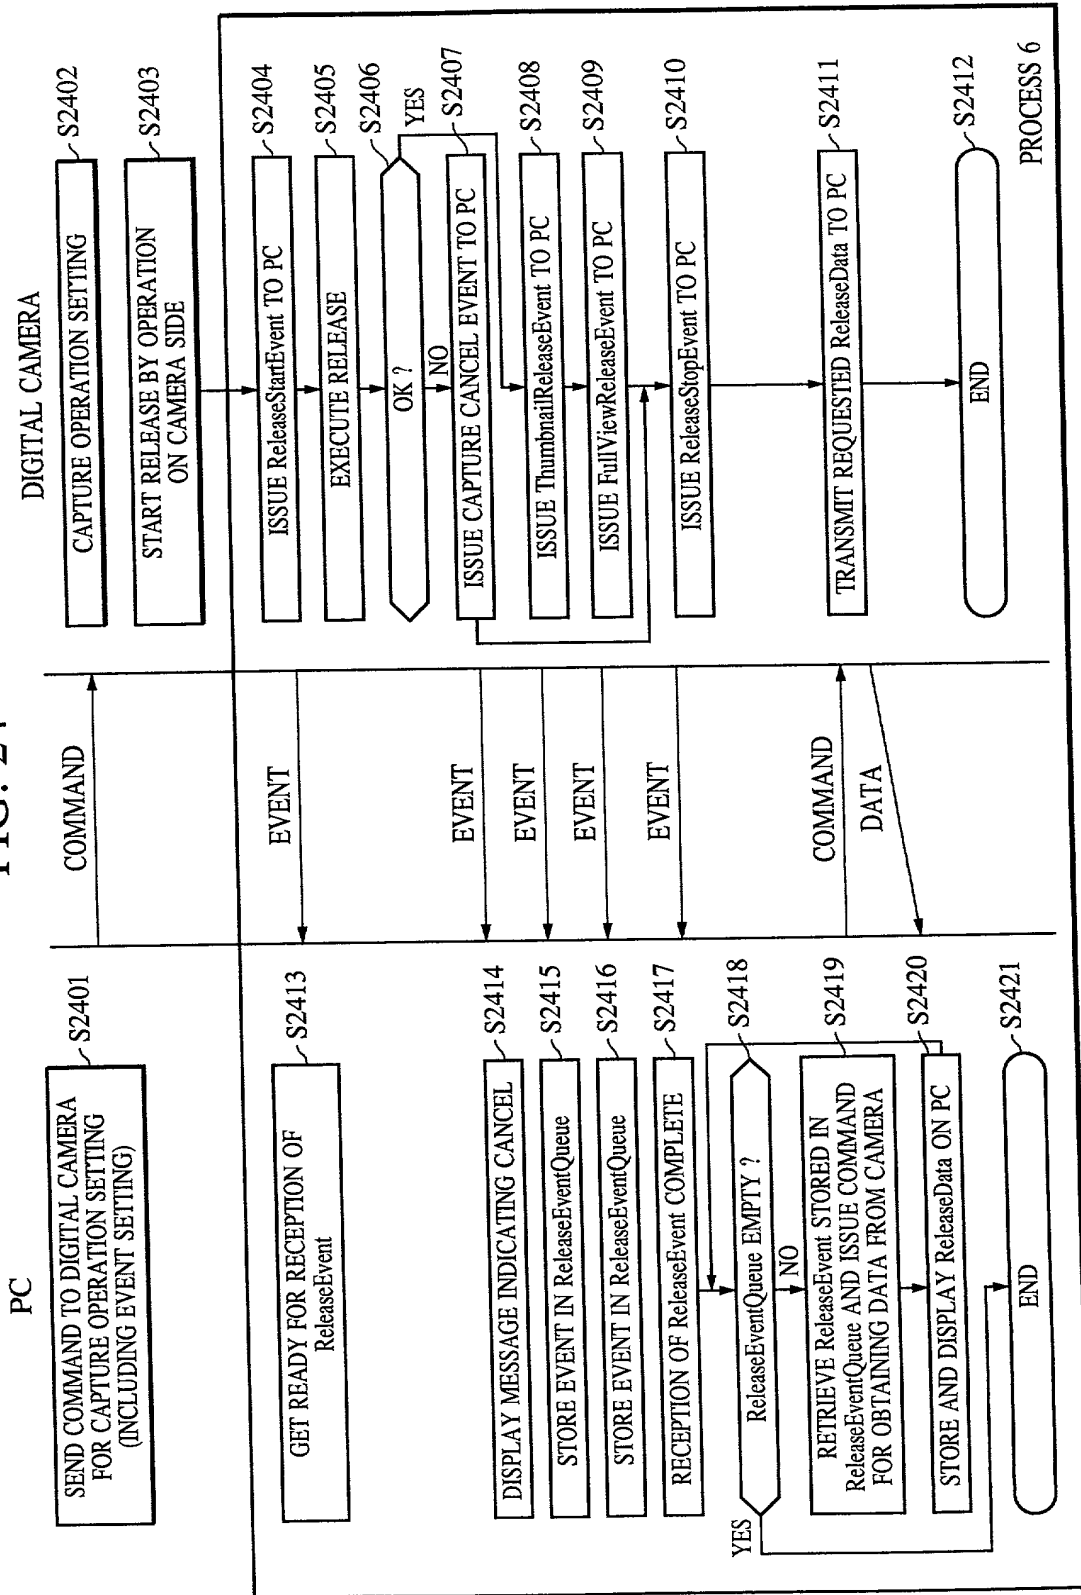 PC
DIGITAL CAMERA
SEND COMMAND TO DIGITAL CAMERA
FOR CAPTURE OPERATION SETTING
(INCLUDING EVENT SETTING)
S2401
COMMAND
CAPTURE OPERATION SETTING
S2402
START RELEASE BY OPERATION
ON CAMERA SIDE
S2403
GET READY FOR RECEPTION OF
ReleaseEvent
S2413
EVENT
ISSUE ReleaseStartEvent TO PC
S2404
EXECUTE RELEASE
S2405
OK ?
S2406
YES
NO
DISPLAY MESSAGE INDICATING CANCEL
S2414
EVENT
ISSUE CAPTURE CANCEL EVENT TO PC
S2407
STORE EVENT IN ReleaseEventQueue
S2415
EVENT
ISSUE ThumbnailReleaseEvent TO PC
S2408
STORE EVENT IN ReleaseEventQueue
S2416
EVENT
ISSUE FullViewReleaseEvent TO PC
S2409
RECEPTION OF ReleaseEvent COMPLETE
S2417
EVENT
ISSUE ReleaseStopEvent TO PC
S2410
ReleaseEventQueue EMPTY ?
S2418
YES
NO
RETRIEVE ReleaseEvent STORED IN
ReleaseEventQueue AND ISSUE COMMAND
FOR OBTAINING DATA FROM CAMERA
S2419
COMMAND
TRANSMIT REQUESTED ReleaseData TO PC
S2411
DATA
STORE AND DISPLAY ReleaseData ON PC
S2420
END
S2421
END
S2412
PROCESS 6